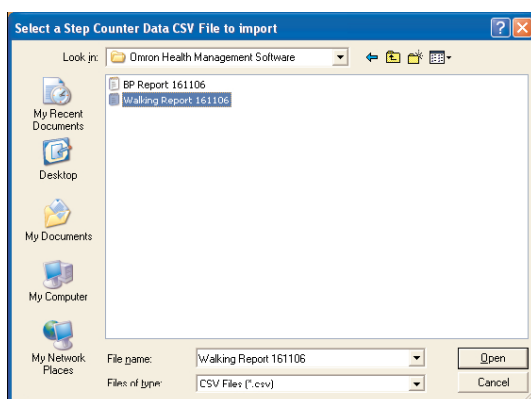 Select a Step Counter Data CSV File to import
Look in: Omron Health Management Software
BP Report 161106
Walking Report 161106
My Recent
Documents
Desktop
My Documents
My Computer
My Network
Places
File name: Walking Report 161106 Open
Files of type: CSV Files (*.csv) Cancel